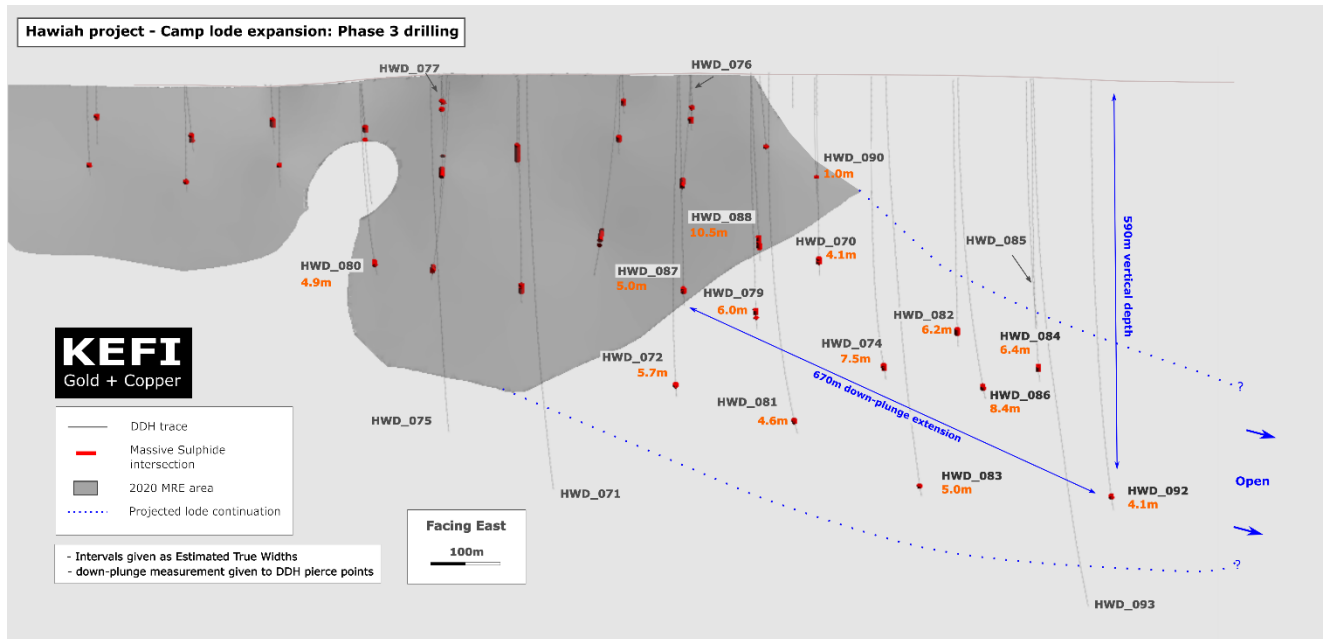 Hawiah project - Camp lode expansion: Phase 3 drilling
HWD_077
HWD_076
HWD_090
1.0m
HWD_088
10.5m
HWD_070
4.1m
HWD_085
590m vertical depth
HWD_080
4.9m
HWD_087
5.0m
HWD_079
6.0m
HWD_082
6.2m
HWD_084
6.4m
HWD_074
7.5m
HWD_072
5.7m
HWD_086
8.4m
670m down-plunge extension
?
HWD_081
4.6m
HWD_075
HWD_083
5.0m
HWD_092
4.1m
Open
HWD_071
?
HWD_093
KEFI
Gold + Copper
DDH trace
Massive Sulphide
intersection
2020 MRE area
Projected lode continuation
- Intervals given as Estimated True Widths
- down-plunge measurement given to DDH pierce points
Facing East
100m